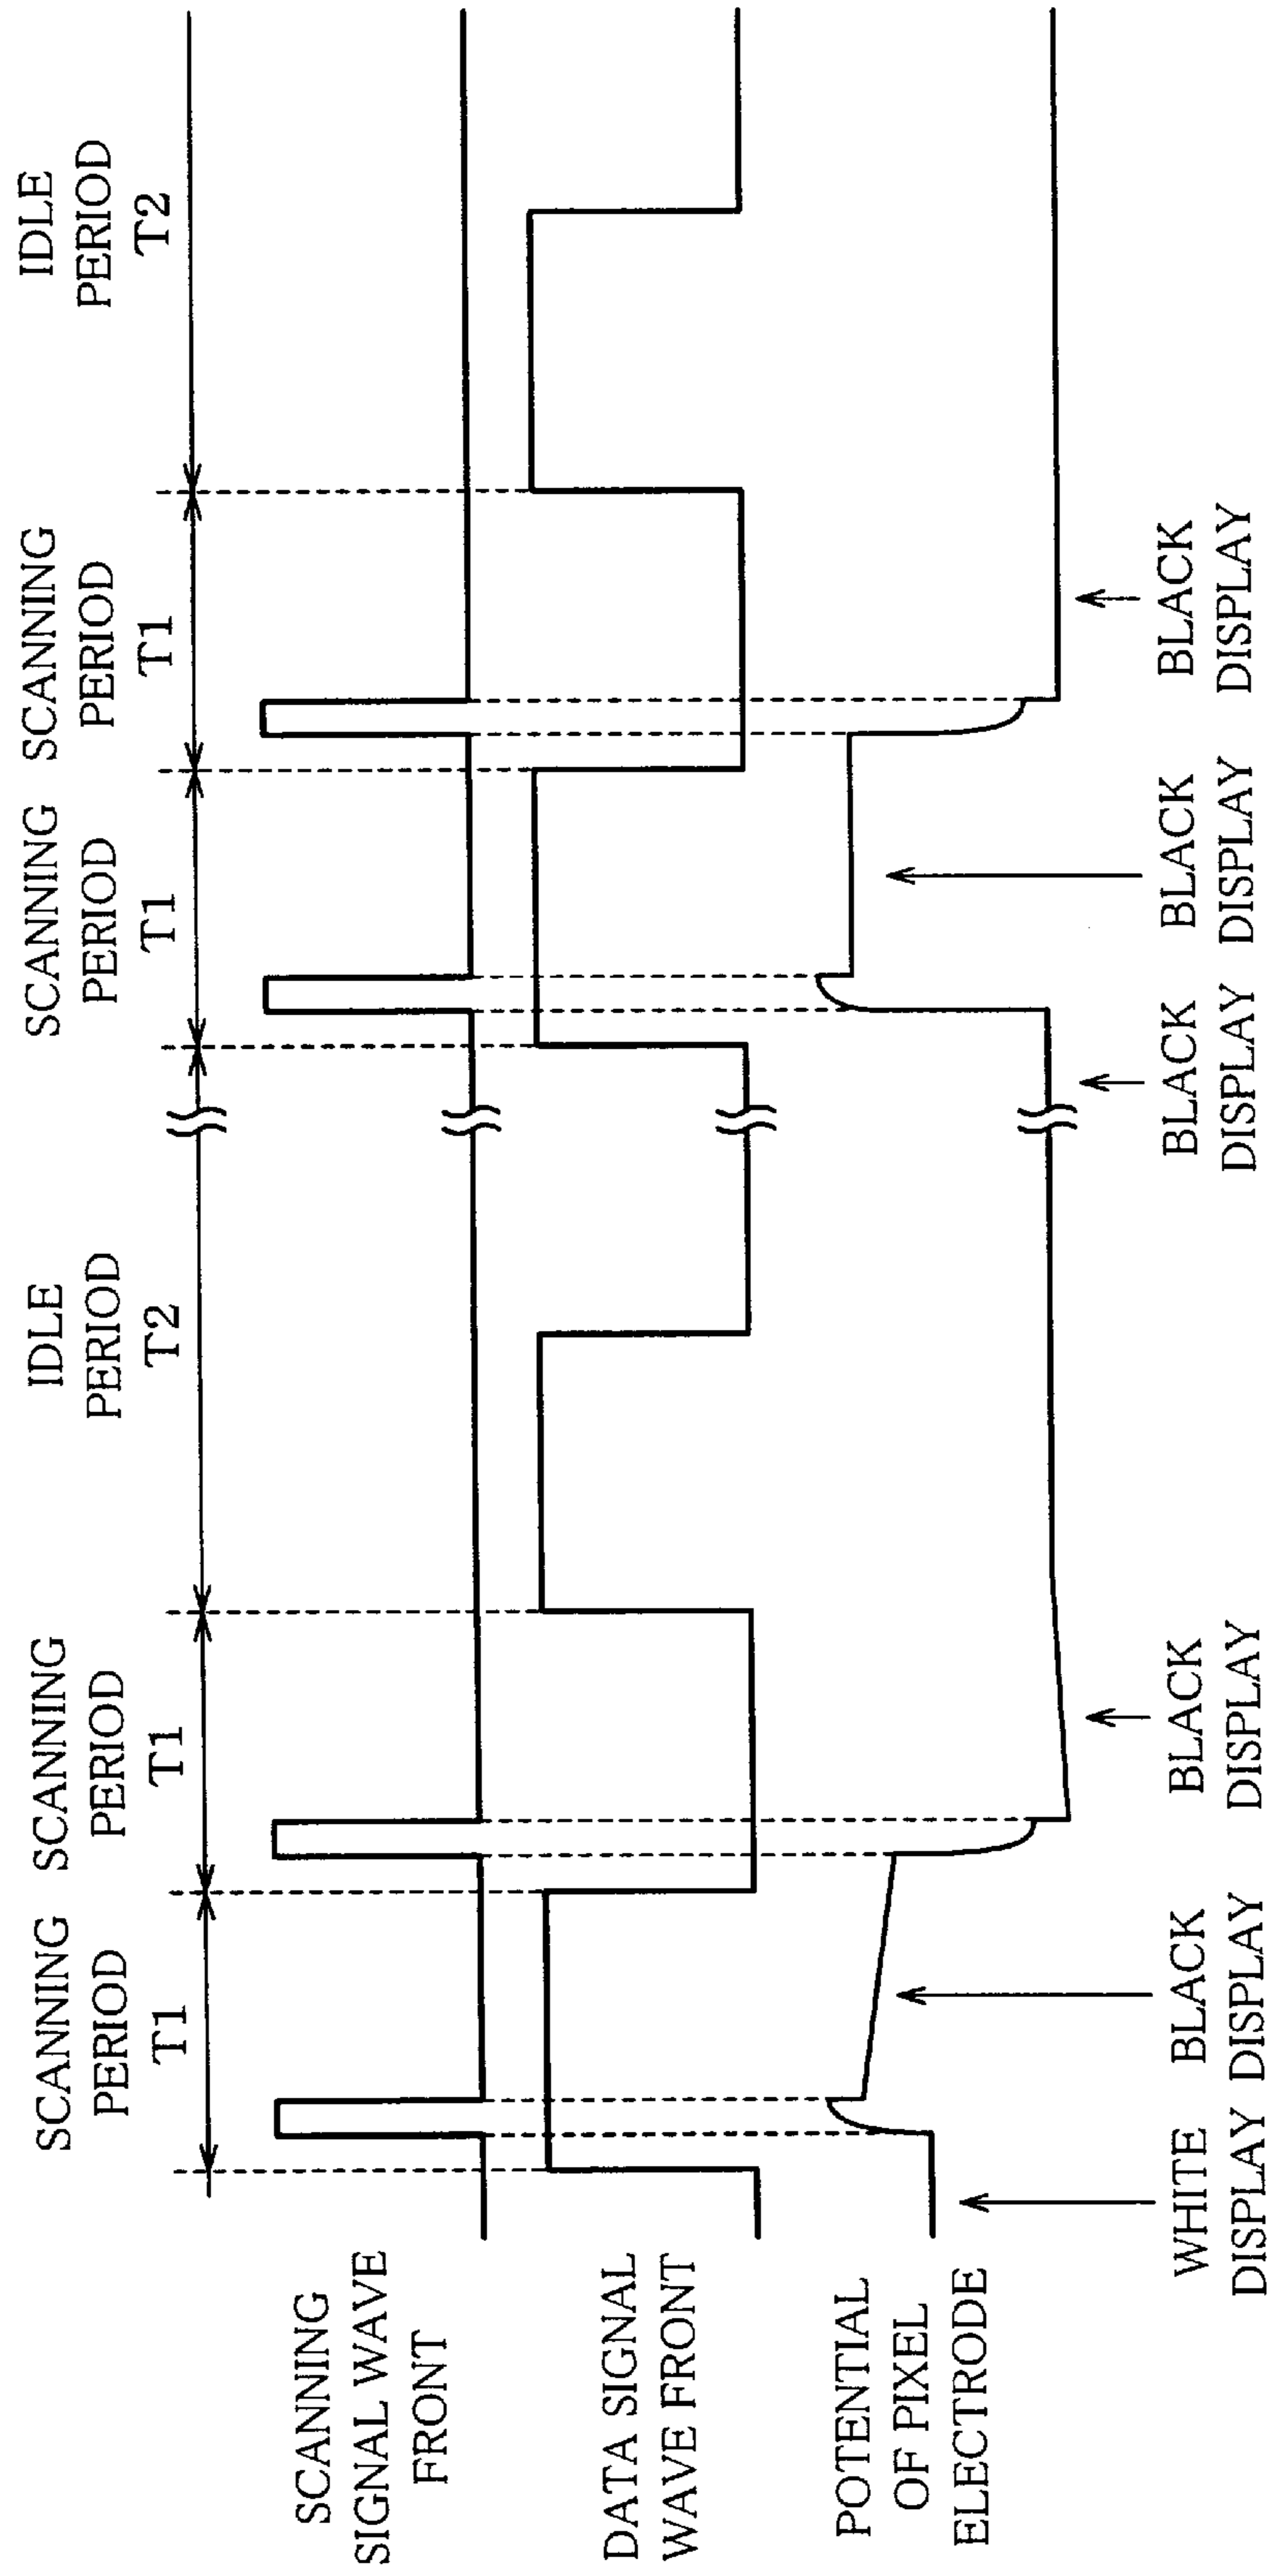 SCANNING
PERIOD
T1
SCANNING
PERIOD
T1
IDLE
PERIOD
T2
SCANNING
PERIOD
T1
SCANNING
PERIOD
T1
IDLE
PERIOD
T2
SCANNING
SIGNAL WAVE
FRONT
DATA SIGNAL
WAVE FRONT
POTENTIAL
OF PIXEL
ELECTRODE
WHITE
DISPLAY
BLACK
DISPLAY
BLACK
DISPLAY
BLACK
DISPLAY
BLACK
DISPLAY
BLACK
DISPLAY